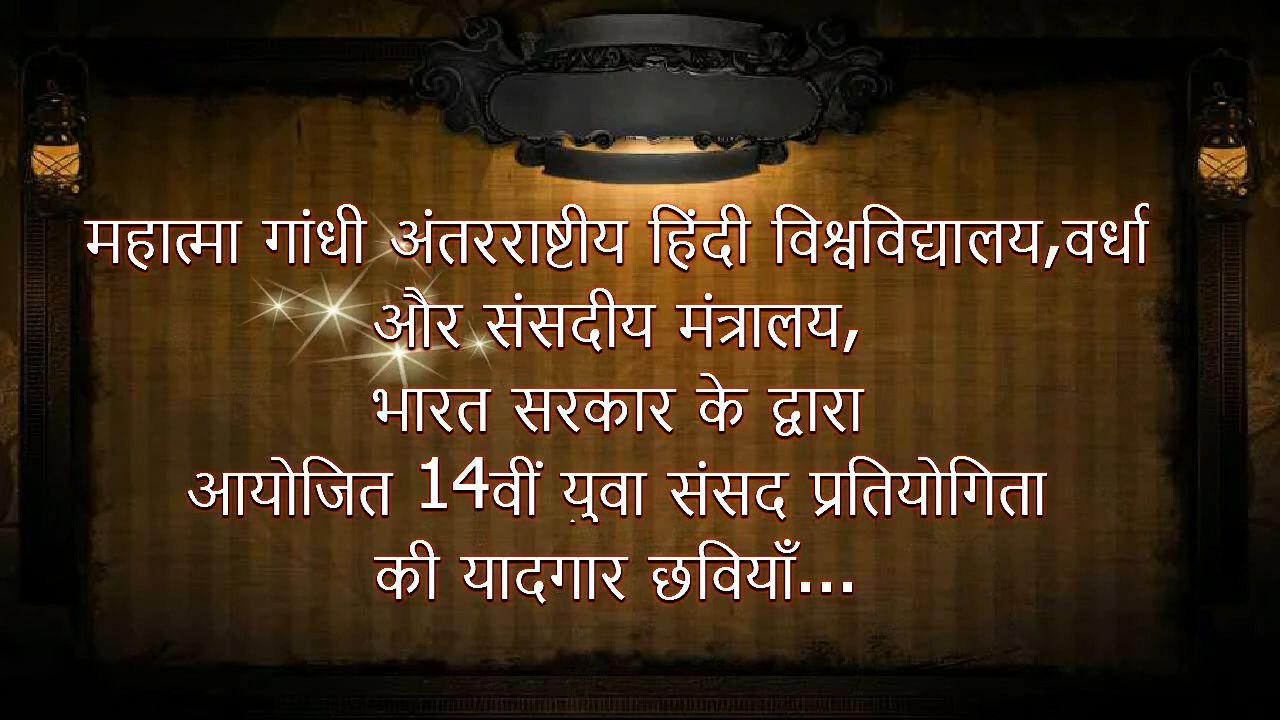 महात्मा गांधी अंतरराष्टीय हिंदी विश्वविद्यालय,वर्धा
और संसदीय मंत्रालय,
भारत सरकार के द्वारा
आयोजित 14वीं युवा संसद प्रतियोगिता
की यादगार छवियाँ...